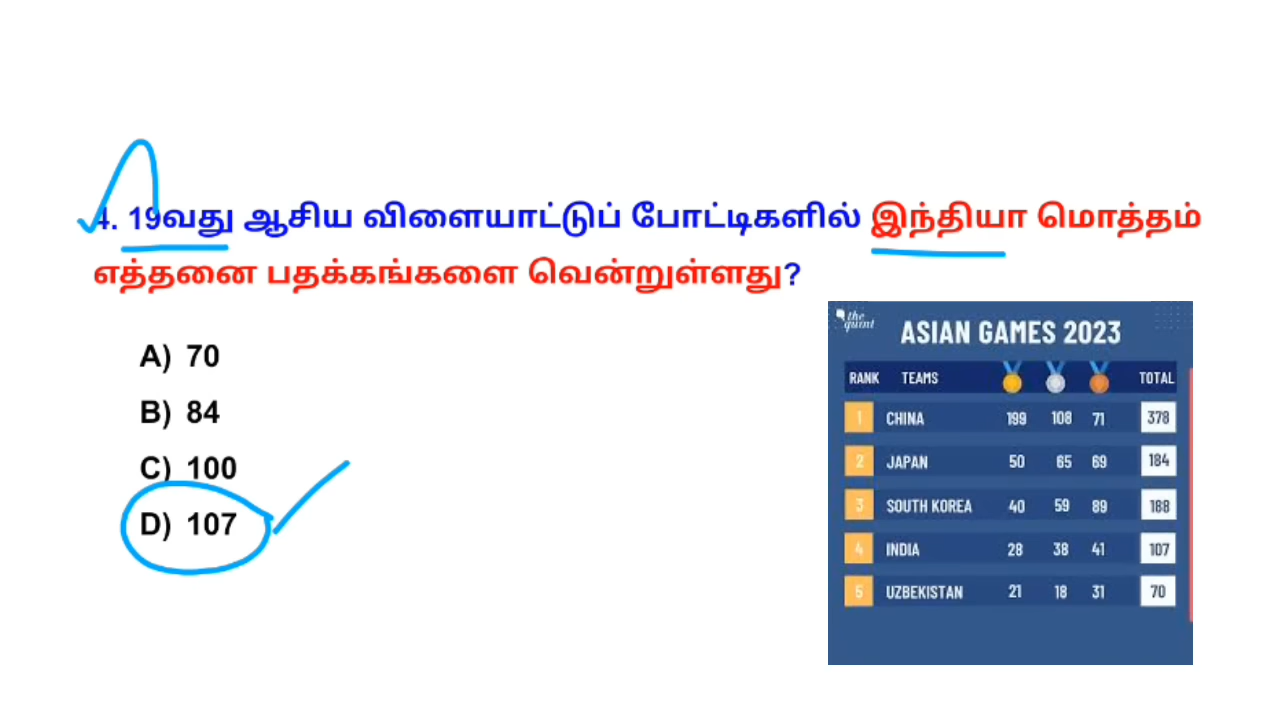 4. 19வது ஆசிய விளையாட்டுப் போட்டிகளில் இந்தியா மொத்தம்
எத்தனை பதக்கங்களை வென்றுள்ளது?
A) 70
B) 84
C) 100
D) 107
the quint
ASIAN GAMES 2023
RANK TEAMS TOTAL
1 CHINA 199 108 71 378
2 JAPAN 50 65 69 184
3 SOUTH KOREA 40 59 89 188
4 INDIA 28 38 41 107
5 UZBEKISTAN 21 18 31 70